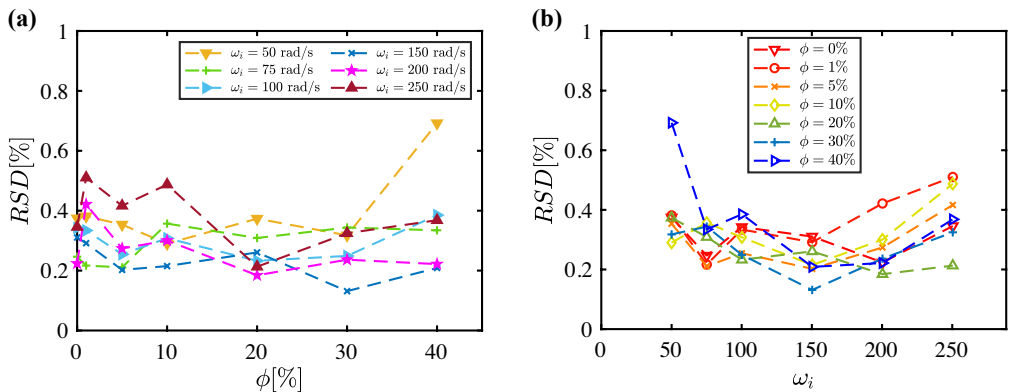 (a)
1
0.8
0.6
0.4
0.2
0
RSD[%]
ω_i = 50 rad/s
ω_i = 75 rad/s
ω_i = 100 rad/s
ω_i = 150 rad/s
ω_i = 200 rad/s
ω_i = 250 rad/s
0 10 20 30 40
ϕ[%]
(b)
1
0.8
0.6
0.4
0.2
0
RSD[%]
ϕ = 0%
ϕ = 1%
ϕ = 5%
ϕ = 10%
ϕ = 20%
ϕ = 30%
ϕ = 40%
0 50 100 150 200 250
ω_i